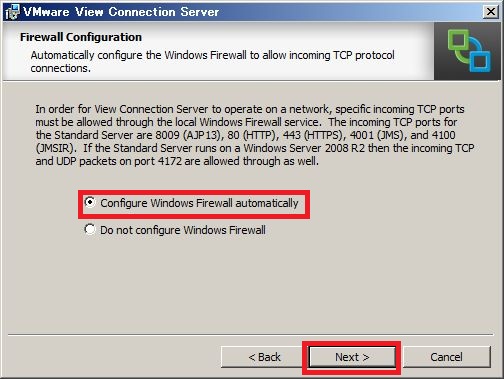 VMware View Connection Server
Firewall Configuration
Automatically configure the Windows Firewall to allow incoming TCP protocol
connections.
In order for View Connection Server to operate on a network, specific incoming TCP ports
must be allowed through the local Windows Firewall service. The incoming TCP ports for
the Standard Server are 8009 (AJP13), 80 (HTTP), 443 (HTTPS), 4001 (JMS), and 4100
(JMSIR). If the Standard Server runs on a Windows Server 2008 R2 then the incoming TCP
and UDP packets on port 4172 are allowed through as well.
Configure Windows Firewall automatically
Do not configure Windows Firewall
< Back Next > Cancel